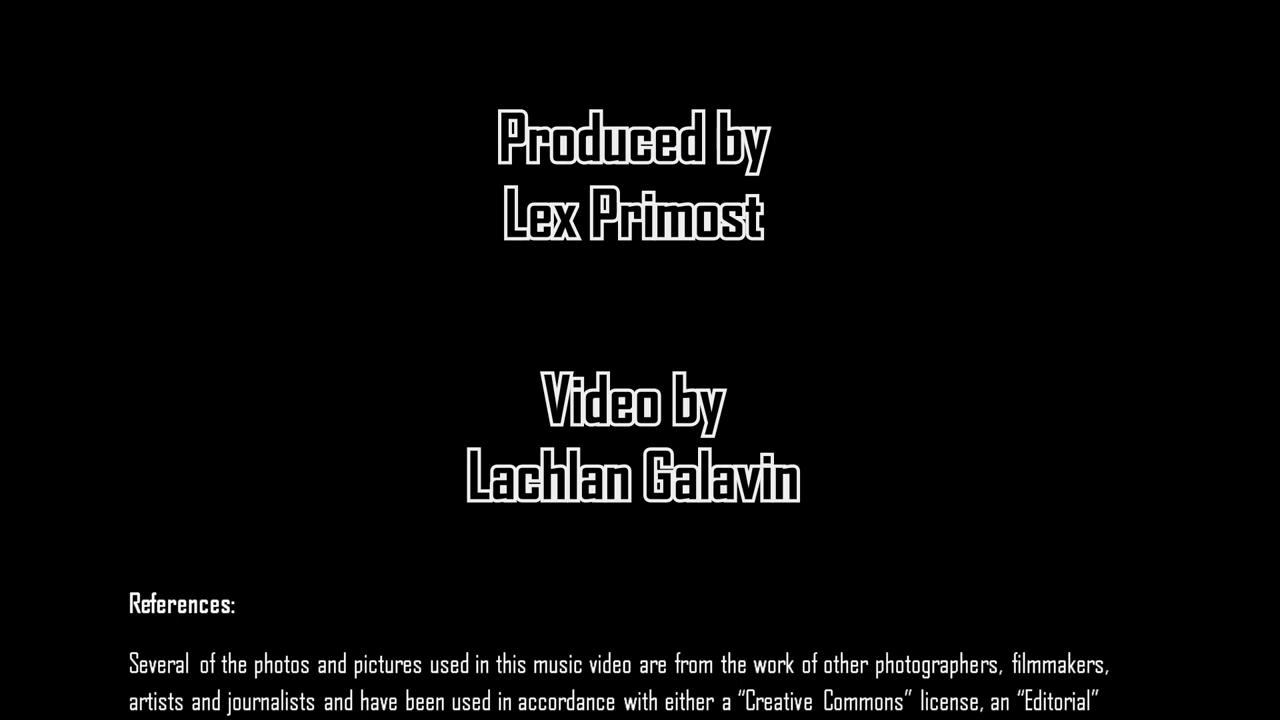 Produced by
Lex Primost
Video by
Lachlan Galavin
References:
Several of the photos and pictures used in this music video are from the work of other photographers, filmmakers,
artists and journalists and have been used in accordance with either a “Creative Commons” license, an “Editorial”